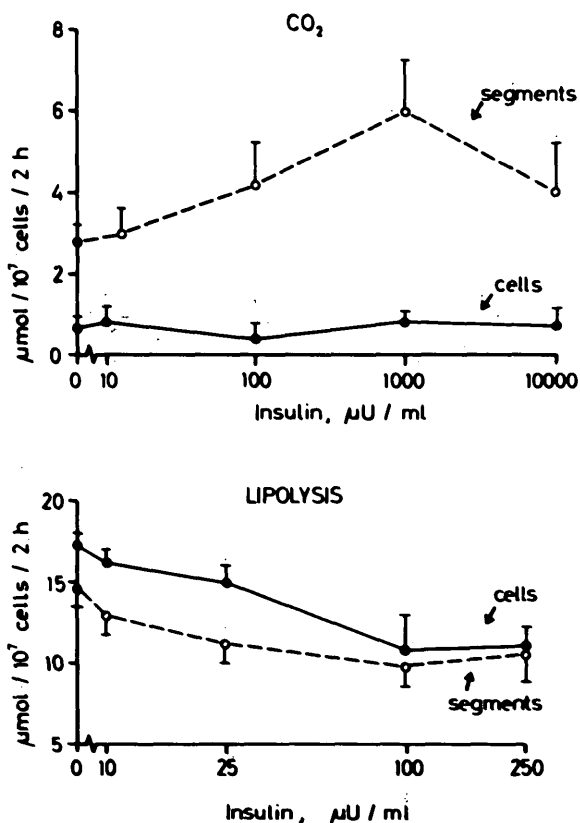 CO₂
8
6
4
2
0
μmol / 10⁷ cells / 2 h
segments
cells
0 10 100 1000 10000
Insulin, μU / ml
LIPOLYSIS
20
15
10
5
μmol / 10⁷ cells / 2 h
cells
segments
0 10 25 100 250
Insulin, μU / ml